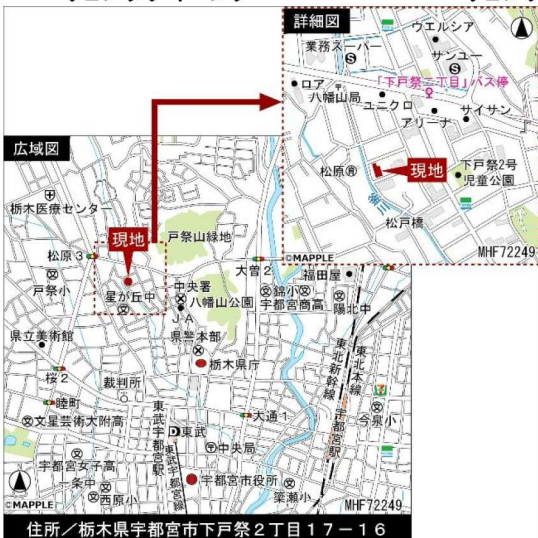 詳細図
ウエルシア
業務スーパー
サンユー
「下戸祭二丁目」バス停
ロア
八幡山局
ユニクロ
アリーナ
サイサン
松原
現地
下戸祭2号
児童公園
松戸橋
©MAPPLE
MHF72249
広域図
栃木医療センター
現地
戸祭山緑地
松原3
戸祭小
星が丘中
中央署
八幡山公園
JA
大曽2
福田屋
錦小
宇都宮商高
陽北中
県立美術館
県警本部
栃木県庁
桜2
裁判所
睦町
文星芸術大附高
東武宇都宮駅
東武
東武宇都宮線
大通1
中央局
東北新幹線
東北本線
宇都宮駅
今泉小
宇都宮女子高
一条中
西原小
宇都宮市役所
簗瀬小
©MAPPLE
MHF72249
住所／栃木県宇都宮市下戸祭2丁目17-16